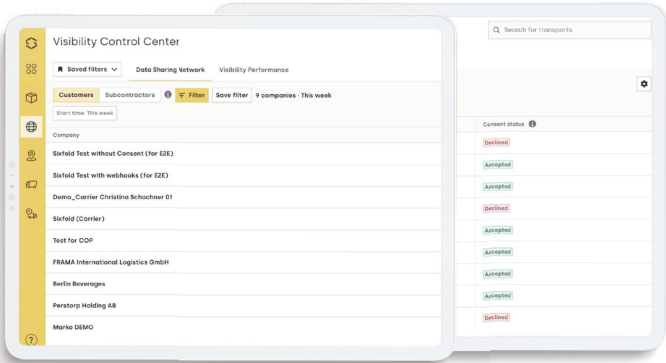 Visibility Control Center
Search for transports
Saved filters
Data Sharing Network
Visibility Performance
Customers
Subcontractors
Filter
Save filter
9 companies · This week
Start time: This week
Company
Consent status
Sixfold Test without Consent (for E2E)
Declined
Sixfold Test with webhooks (for E2E)
Accepted
Demo_Carrier Christina Schachner 01
Accepted
Sixfold (Carrier)
Declined
Test for COP
Accepted
FRAMA International Logistics GmbH
Accepted
Berlin Beverages
Accepted
Perstorp Holding AB
Accepted
Marko DEMO
Declined